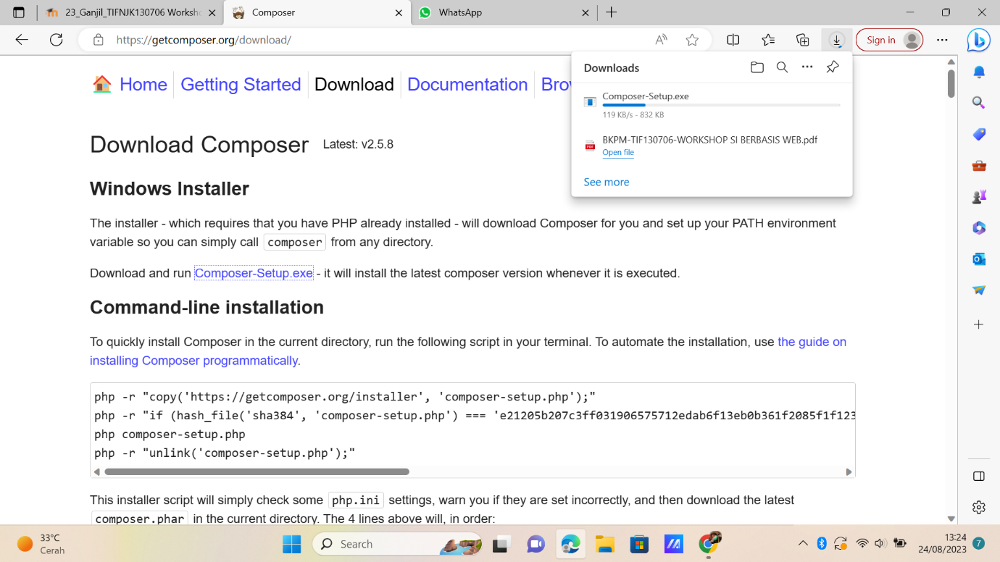 23_Ganjil_TIFNJK130706 Worksh
Composer
WhatsApp
https://getcomposer.org/download/
Sign in
Home
Getting Started
Download
Documentation
Brow
Downloads
Composer-Setup.exe
119 KB/s - 832 KB
BKPM-TIF130706-WORKSHOP SI BERBASIS WEB.pdf
Open file
See more
Download Composer Latest: v2.5.8
Windows Installer
The installer - which requires that you have PHP already installed - will download Composer for you and set up your PATH environment
variable so you can simply call composer from any directory.
Download and run Composer-Setup.exe - it will install the latest composer version whenever it is executed.
Command-line installation
To quickly install Composer in the current directory, run the following script in your terminal. To automate the installation, use the guide on
installing Composer programmatically.
php -r "copy('https://getcomposer.org/installer', 'composer-setup.php');"
php -r "if (hash_file('sha384', 'composer-setup.php') === 'e21205b207c3ff031906575712edab6f13eb0b361f2085f1f123
php composer-setup.php
php -r "unlink('composer-setup.php');"
This installer script will simply check some php.ini settings, warn you if they are set incorrectly, and then download the latest
composer.phar in the current directory. The 4 lines above will, in order:
33°C
Cerah
Search
13:24
24/08/2023
7